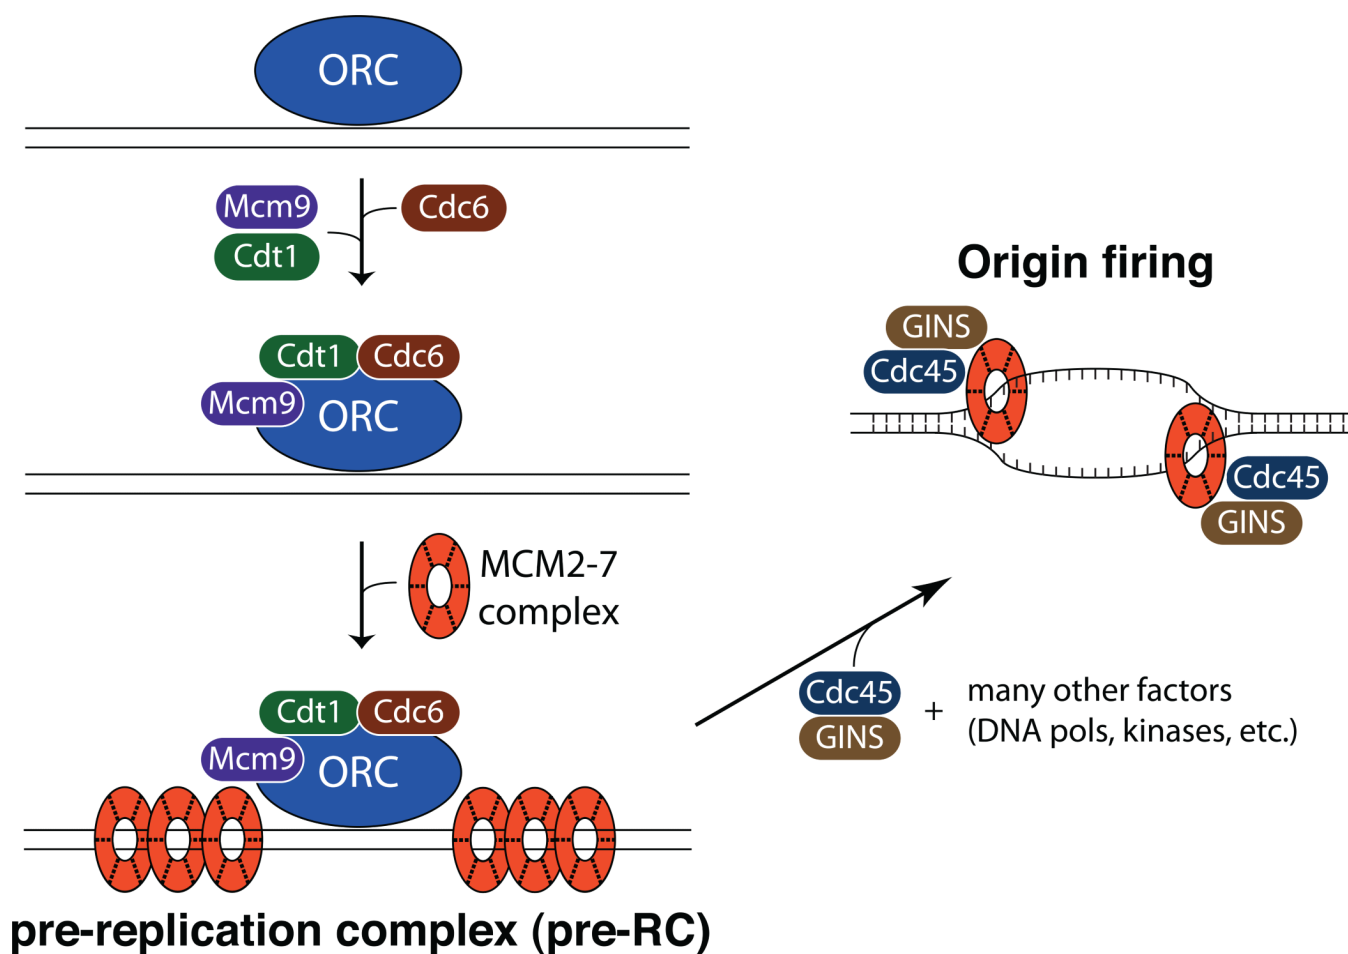 ORC
Mcm9
Cdc6
Cdt1
Cdt1
Cdc6
Mcm9
ORC
MCM2-7
complex
Cdt1
Cdc6
Mcm9
ORC
pre-replication complex (pre-RC)
Cdc45
GINS
+
many other factors
(DNA pols, kinases, etc.)
Origin firing
GINS
Cdc45
Cdc45
GINS